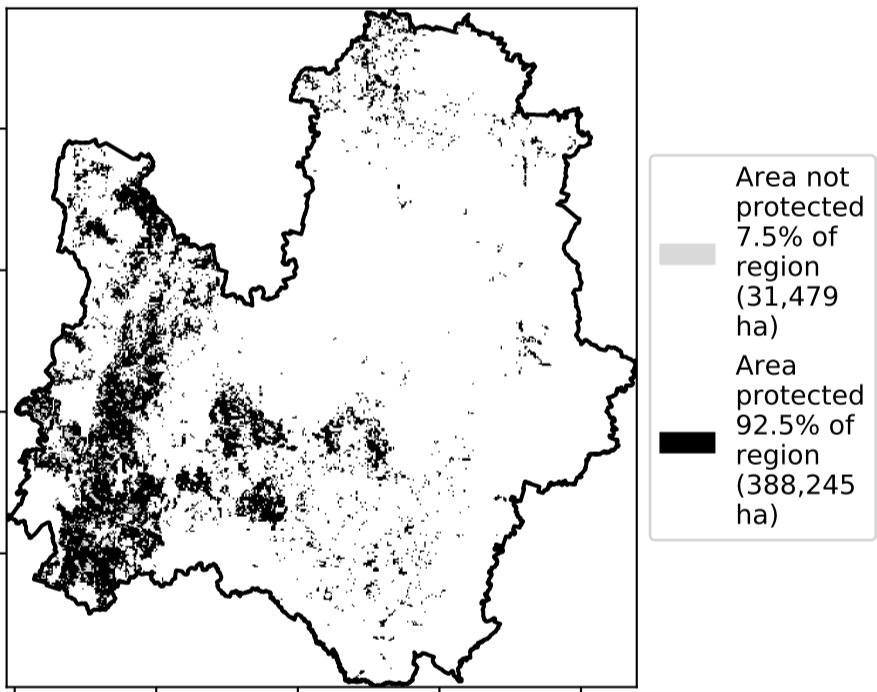 Area not
protected
7.5% of
region
(31,479
ha)
Area
protected
92.5% of
region
(388,245
ha)